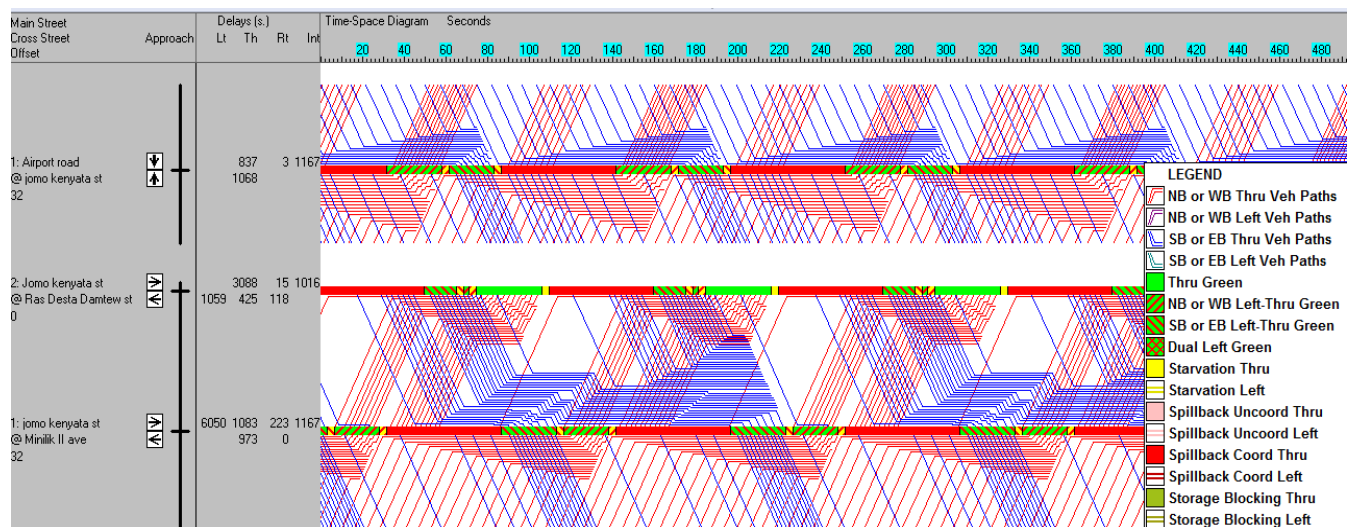 Main Street Delays (s.) Time-Space Diagram Seconds
Cross Street Approach Lt Th Rt Int
Offset
20 40 60 80 100 120 140 160 180 200 220 240 260 280 300 320 340 360 380 400 420 440 460 480
1: Airport road 837 3 1167
@ jomo kenyata st 1068
32
2: Jomo kenyata st 3088 15 1016
@ Ras Desta Damtew st 1059 425 118
0
1: jomo kenyata st 6050 1083 223 1167
@ Minilik II ave 973 0
32
LEGEND
NB or WB Thru Veh Paths
NB or WB Left Veh Paths
SB or EB Thru Veh Paths
SB or EB Left Veh Paths
Thru Green
NB or WB Left-Thru Green
SB or EB Left-Thru Green
Dual Left Green
Starvation Thru
Starvation Left
Spillback Uncoord Thru
Spillback Uncoord Left
Spillback Coord Thru
Spillback Coord Left
Storage Blocking Thru
Storage Blocking Left